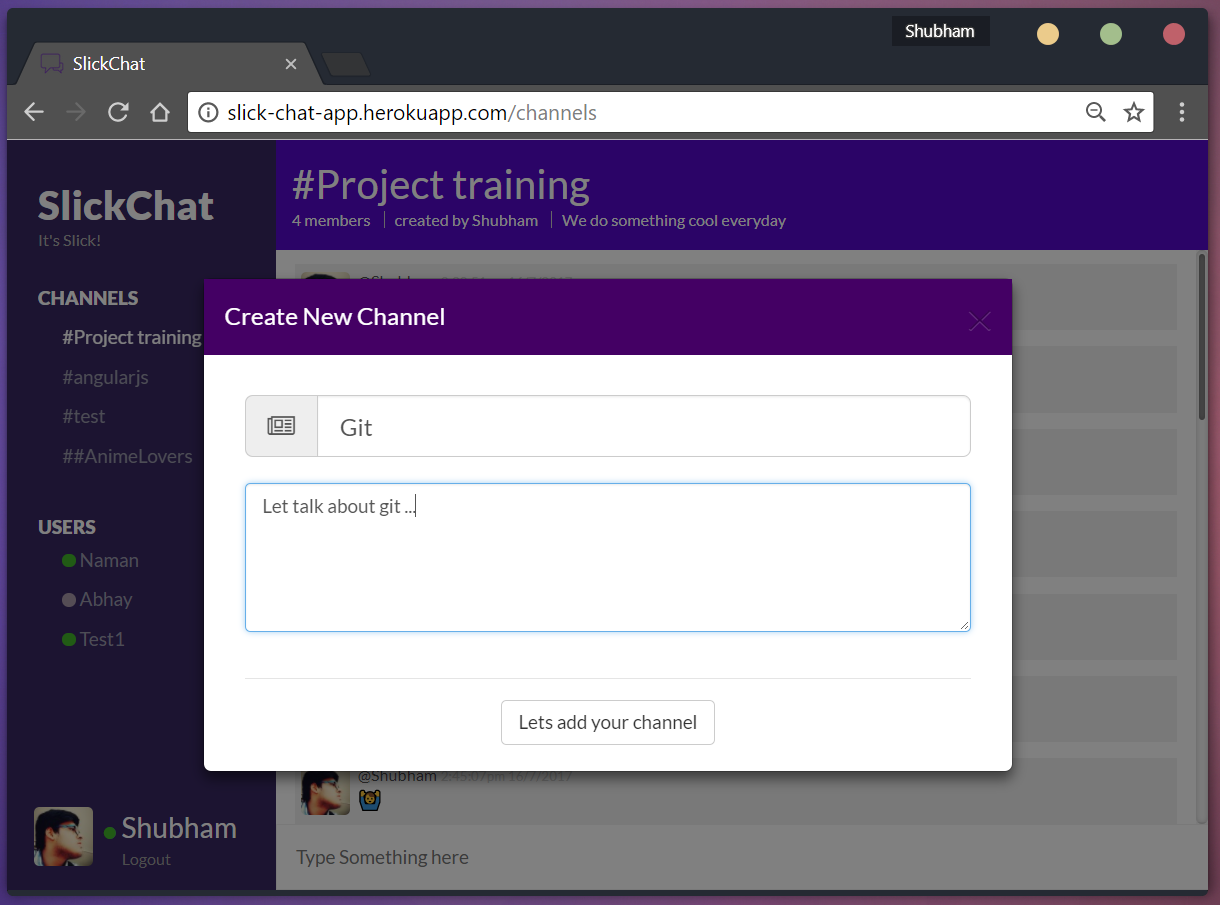 Shubham
SlickChat
slick-chat-app.herokuapp.com/channels
SlickChat
It's Slick!
CHANNELS
#Project training
#angularjs
#test
##AnimeLovers
USERS
Naman
Abhay
Test1
Shubham
Logout
#Project training
4 members
created by Shubham
We do something cool everyday
Create New Channel
Git
Let talk about git ...
Lets add your channel
@Shubham 2:45:07pm 16/7/2017
Type Something here